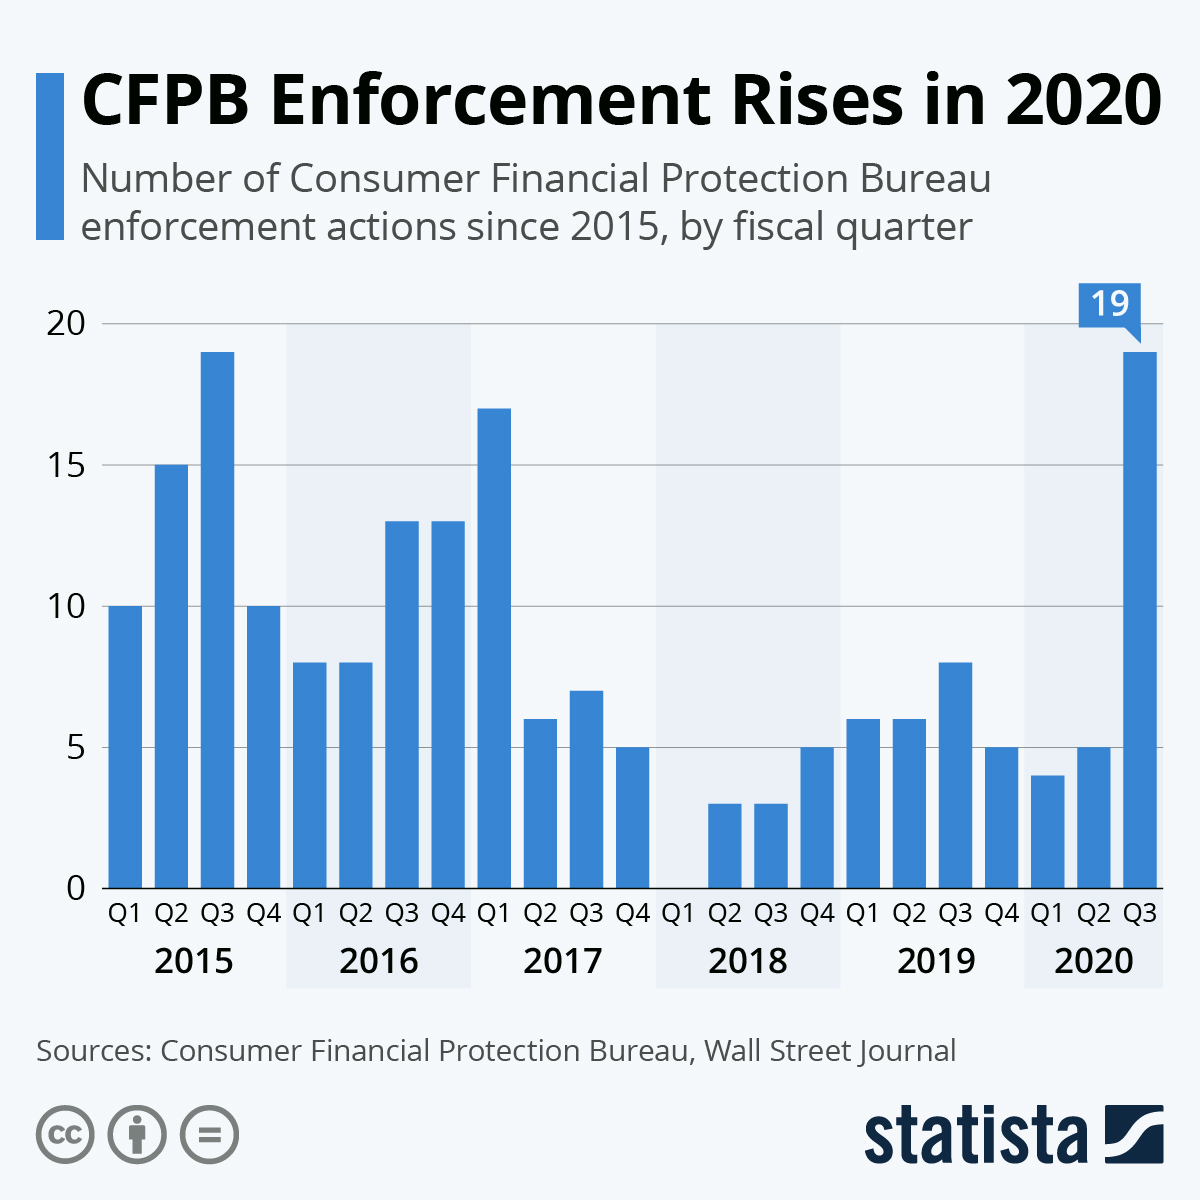 CFPB Enforcement Rises in 2020
Number of Consumer Financial Protection Bureau
enforcement actions since 2015, by fiscal quarter
19
20
15
10
5
0
Q1 Q2 Q3 Q4 Q1 Q2 Q3 Q4 Q1 Q2 Q3 Q4 Q1 Q2 Q3 Q4 Q1 Q2 Q3 Q4 Q1 Q2 Q3
2015 2016 2017 2018 2019 2020
Sources: Consumer Financial Protection Bureau, Wall Street Journal
cc
statista